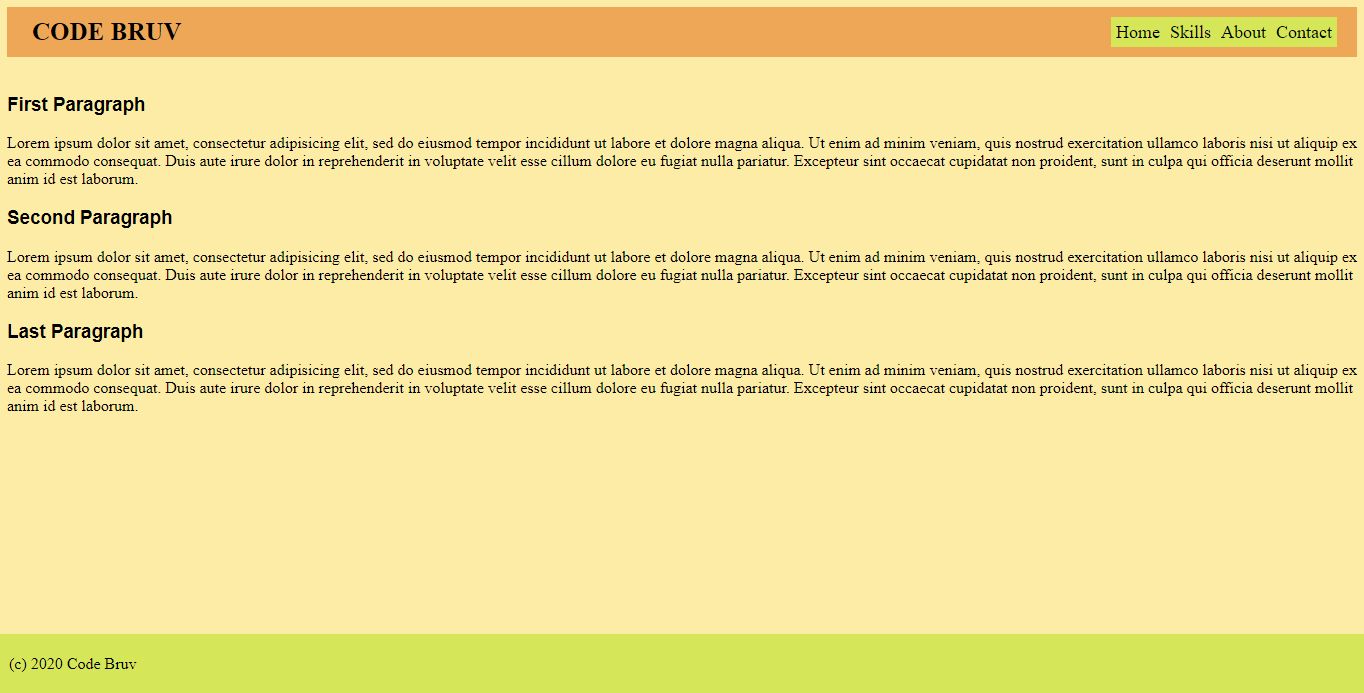 CODE BRUV
Home Skills About Contact
First Paragraph
Lorem ipsum dolor sit amet, consectetur adipisicing elit, sed do eiusmod tempor incididunt ut labore et dolore magna aliqua. Ut enim ad minim veniam, quis nostrud exercitation ullamco laboris nisi ut aliquip ex
ea commodo consequat. Duis aute irure dolor in reprehenderit in voluptate velit esse cillum dolore eu fugiat nulla pariatur. Excepteur sint occaecat cupidatat non proident, sunt in culpa qui officia deserunt mollit
anim id est laborum.
Second Paragraph
Lorem ipsum dolor sit amet, consectetur adipisicing elit, sed do eiusmod tempor incididunt ut labore et dolore magna aliqua. Ut enim ad minim veniam, quis nostrud exercitation ullamco laboris nisi ut aliquip ex
ea commodo consequat. Duis aute irure dolor in reprehenderit in voluptate velit esse cillum dolore eu fugiat nulla pariatur. Excepteur sint occaecat cupidatat non proident, sunt in culpa qui officia deserunt mollit
anim id est laborum.
Last Paragraph
Lorem ipsum dolor sit amet, consectetur adipisicing elit, sed do eiusmod tempor incididunt ut labore et dolore magna aliqua. Ut enim ad minim veniam, quis nostrud exercitation ullamco laboris nisi ut aliquip ex
ea commodo consequat. Duis aute irure dolor in reprehenderit in voluptate velit esse cillum dolore eu fugiat nulla pariatur. Excepteur sint occaecat cupidatat non proident, sunt in culpa qui officia deserunt mollit
anim id est laborum.
(c) 2020 Code Bruv